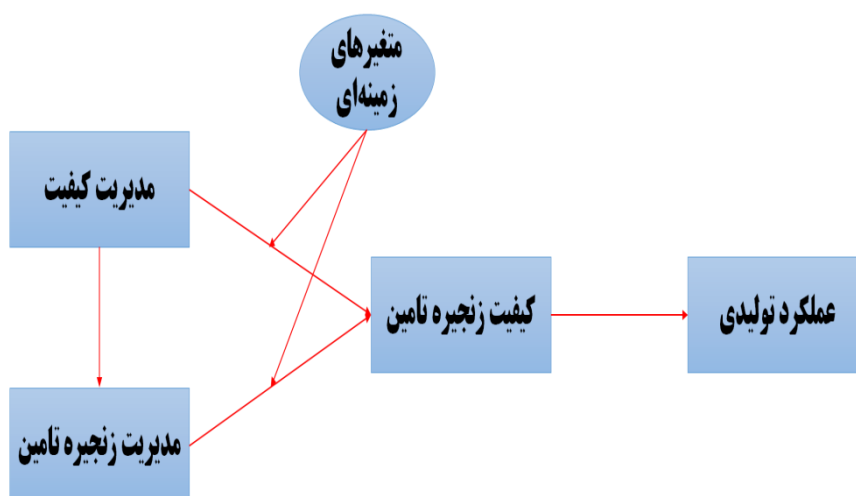 متغیرهای
زمینه‌ای
مدیریت کیفیت
کیفیت زنجیره تامین
عملکرد تولیدی
مدیریت زنجیره تامین